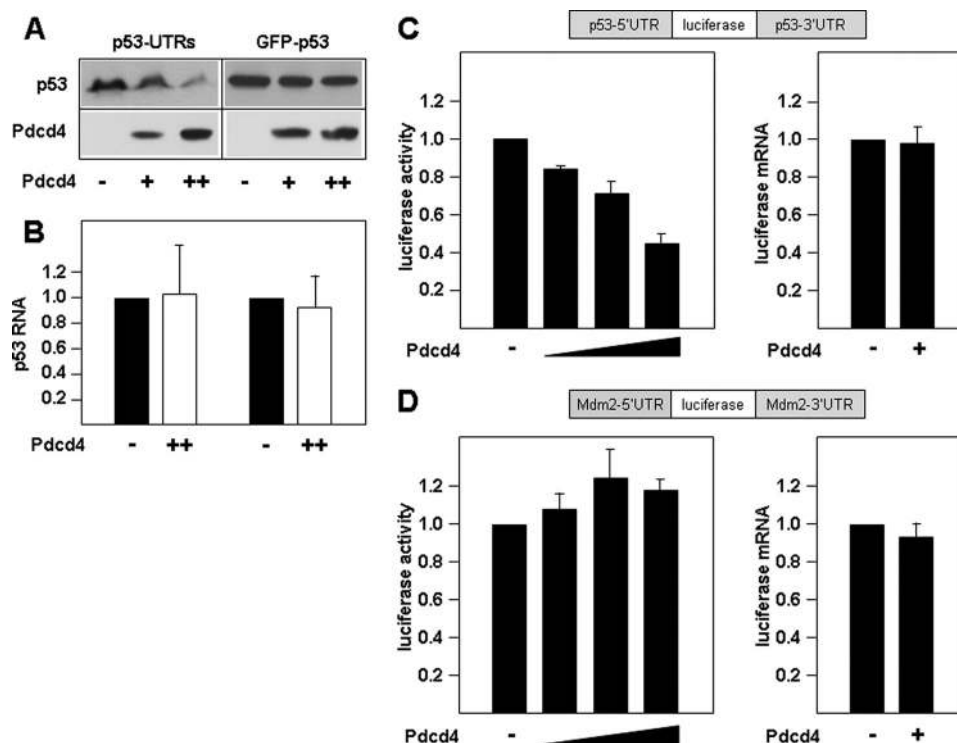 A
p53-UTRs GFP-p53
p53
Pdcd4
Pdcd4 - + ++ - + ++
B
p53 RNA
1.2
1.0
0.8
0.6
0.4
0.2
Pdcd4 - ++ - ++
C
p53-5'UTR luciferase p53-3'UTR
luciferase activity
1.2
1.0
0.8
0.6
0.4
0.2
Pdcd4 -
luciferase mRNA
1.2
1.0
0.8
0.6
0.4
0.2
- +
D
Mdm2-5'UTR luciferase Mdm2-3'UTR
luciferase activity
1.2
1.0
0.8
0.6
0.4
0.2
Pdcd4 -
luciferase mRNA
1.2
1.0
0.8
0.6
0.4
0.2
- +